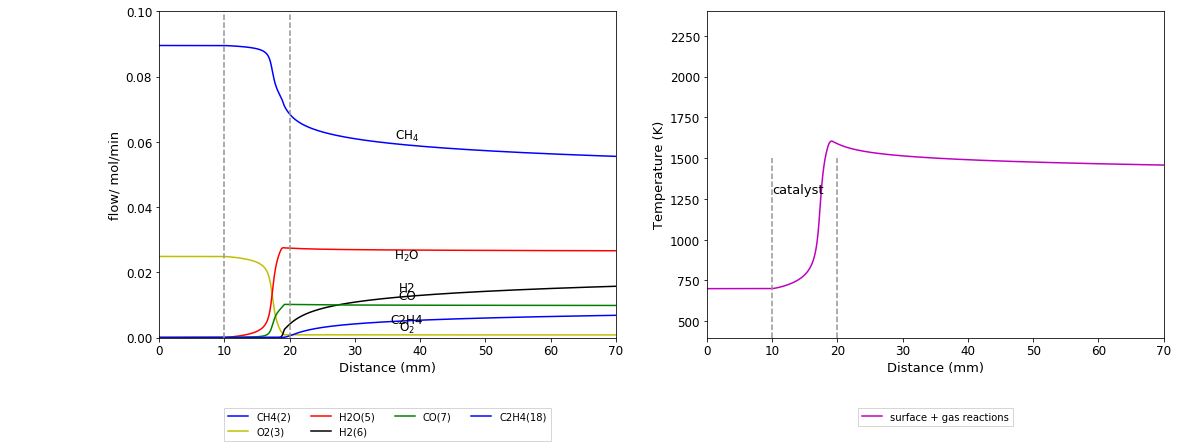 0.10
0.08
0.06
0.04
0.02
0.00
flow/ mol/min
CH₄
H₂O
H2
CO
C2H4
O₂
0 10 20 30 40 50 60 70
Distance (mm)
CH4(2) H2O(5) CO(7) C2H4(18)
O2(3) H2(6)
2250
2000
1750
1500
1250
1000
750
500
Temperature (K)
catalyst
0 10 20 30 40 50 60 70
Distance (mm)
surface + gas reactions